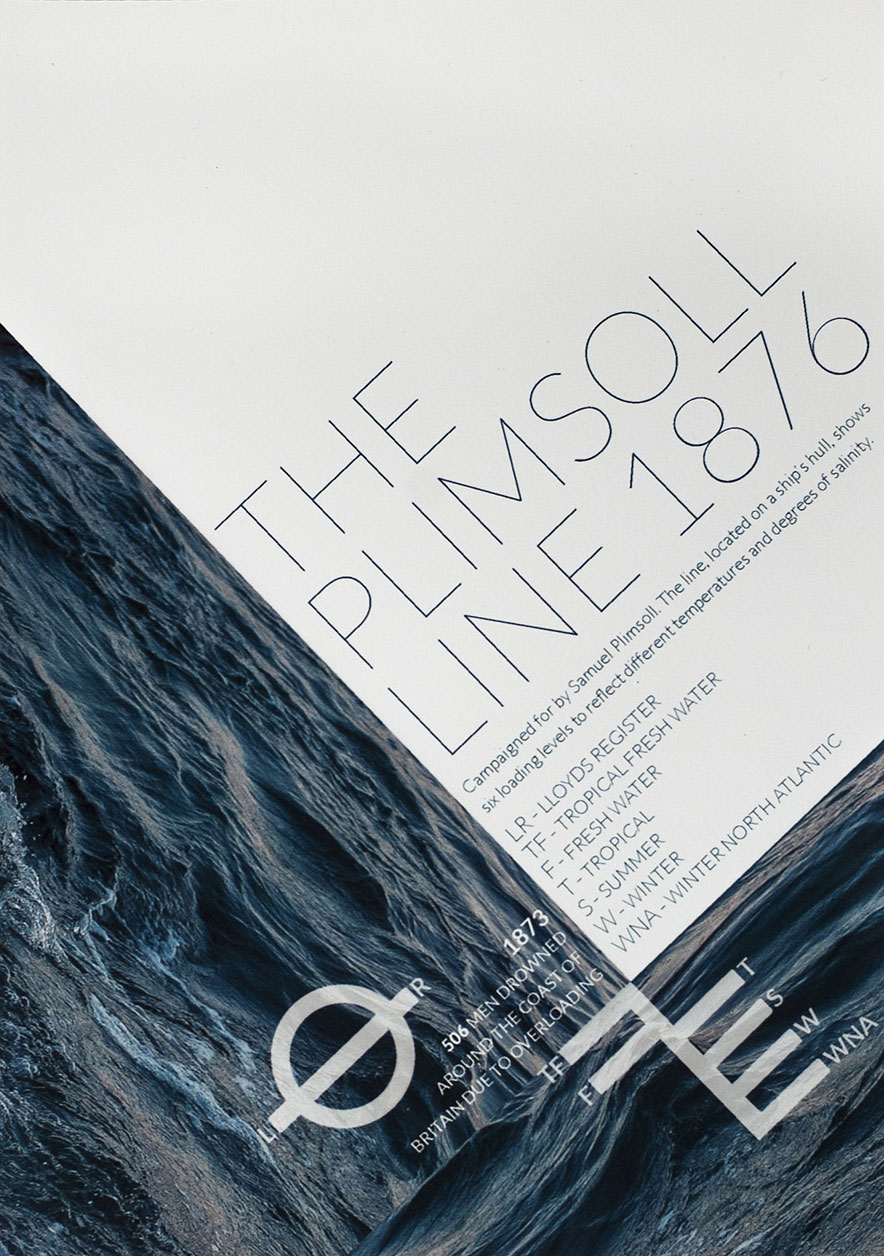 THE
PLIMSOLL
LINE 1876
Campaigned for by Samuel Plimsoll. The line, located on a ship's hull, shows
six loading levels to reflect different temperatures and degrees of salinity.
LR - LLOYDS REGISTER
TF - TROPICAL FRESH WATER
F - FRESH WATER
T - TROPICAL
S - SUMMER
W - WINTER
WNA - WINTER NORTH ATLANTIC
1873
506 MEN DROWNED
AROUND THE COAST OF
BRITAIN DUE TO OVERLOADING
L R
TF
F
T
S
W
WNA